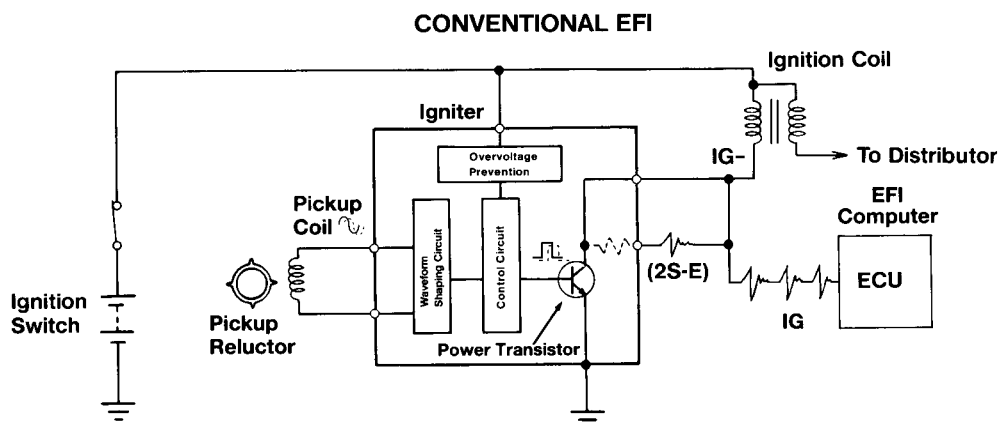 CONVENTIONAL EFI
Ignition Coil
Igniter
IG-
To Distributor
Overvoltage
Prevention
EFI
Computer
Pickup
Coil
Waveform
Shaping Circuit
Control Circuit
(2S-E)
ECU
Ignition
Switch
IG
Pickup
Reluctor
Power Transistor